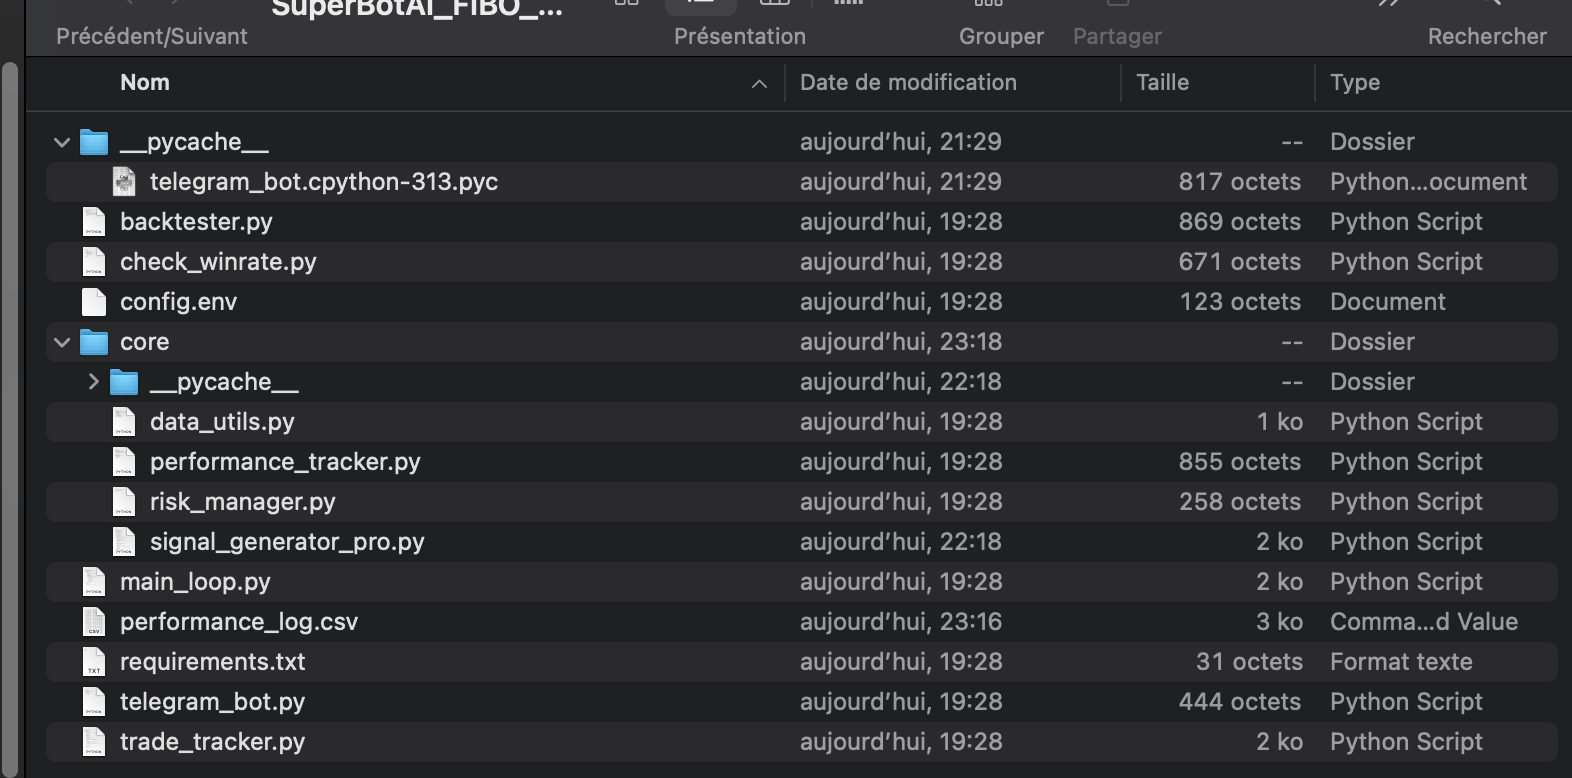 SuperBotAI_FIBO_...
Précédent/Suivant Présentation Grouper Partager Rechercher
Nom Date de modification Taille Type
__pycache__ aujourd’hui, 21:29 -- Dossier
telegram_bot.cpython-313.pyc aujourd’hui, 21:29 817 octets Python...ocument
backtester.py aujourd’hui, 19:28 869 octets Python Script
check_winrate.py aujourd’hui, 19:28 671 octets Python Script
config.env aujourd’hui, 19:28 123 octets Document
core aujourd’hui, 23:18 -- Dossier
__pycache__ aujourd’hui, 22:18 -- Dossier
data_utils.py aujourd’hui, 19:28 1 ko Python Script
performance_tracker.py aujourd’hui, 19:28 855 octets Python Script
risk_manager.py aujourd’hui, 19:28 258 octets Python Script
signal_generator_pro.py aujourd’hui, 22:18 2 ko Python Script
main_loop.py aujourd’hui, 19:28 2 ko Python Script
performance_log.csv aujourd’hui, 23:16 3 ko Comma...d Value
requirements.txt aujourd’hui, 19:28 31 octets Format texte
telegram_bot.py aujourd’hui, 19:28 444 octets Python Script
trade_tracker.py aujourd’hui, 19:28 2 ko Python Script